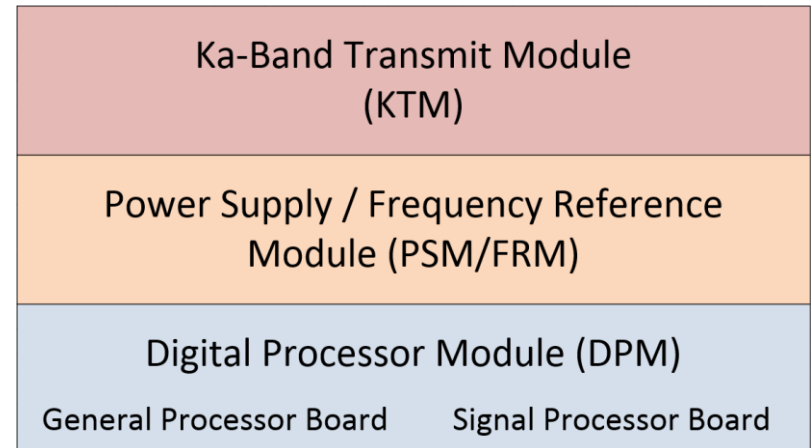 Ka-Band Transmit Module
(KTM)
Power Supply / Frequency Reference
Module (PSM/FRM)
Digital Processor Module (DPM)
General Processor Board Signal Processor Board